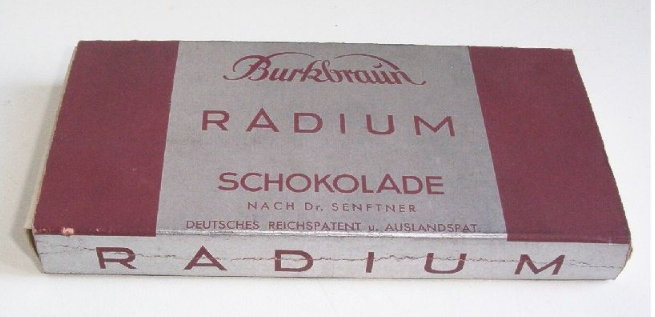 Burkbraun
RADIUM
SCHOKOLADE
NACH Dr. SENFTNER
DEUTSCHES REICHSPATENT u. AUSLANDSPAT.
RADIUM